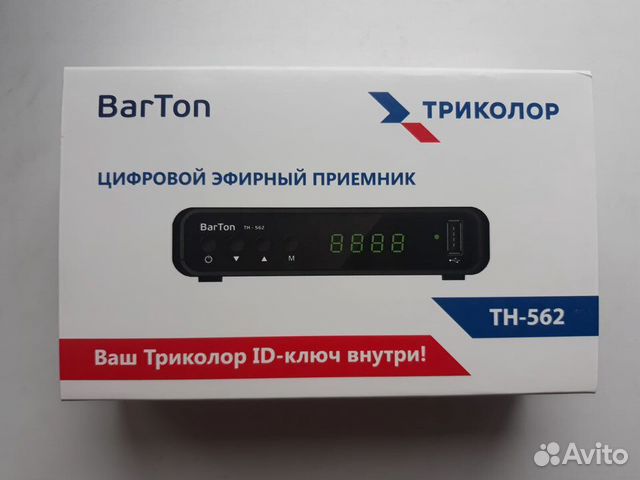 BarTon
ТРИКОЛОР
ЦИФРОВОЙ ЭФИРНЫЙ ПРИЕМНИК
BarTon TH - 562
8888
M
TH-562
Ваш Триколор ID-ключ внутри!
Avito